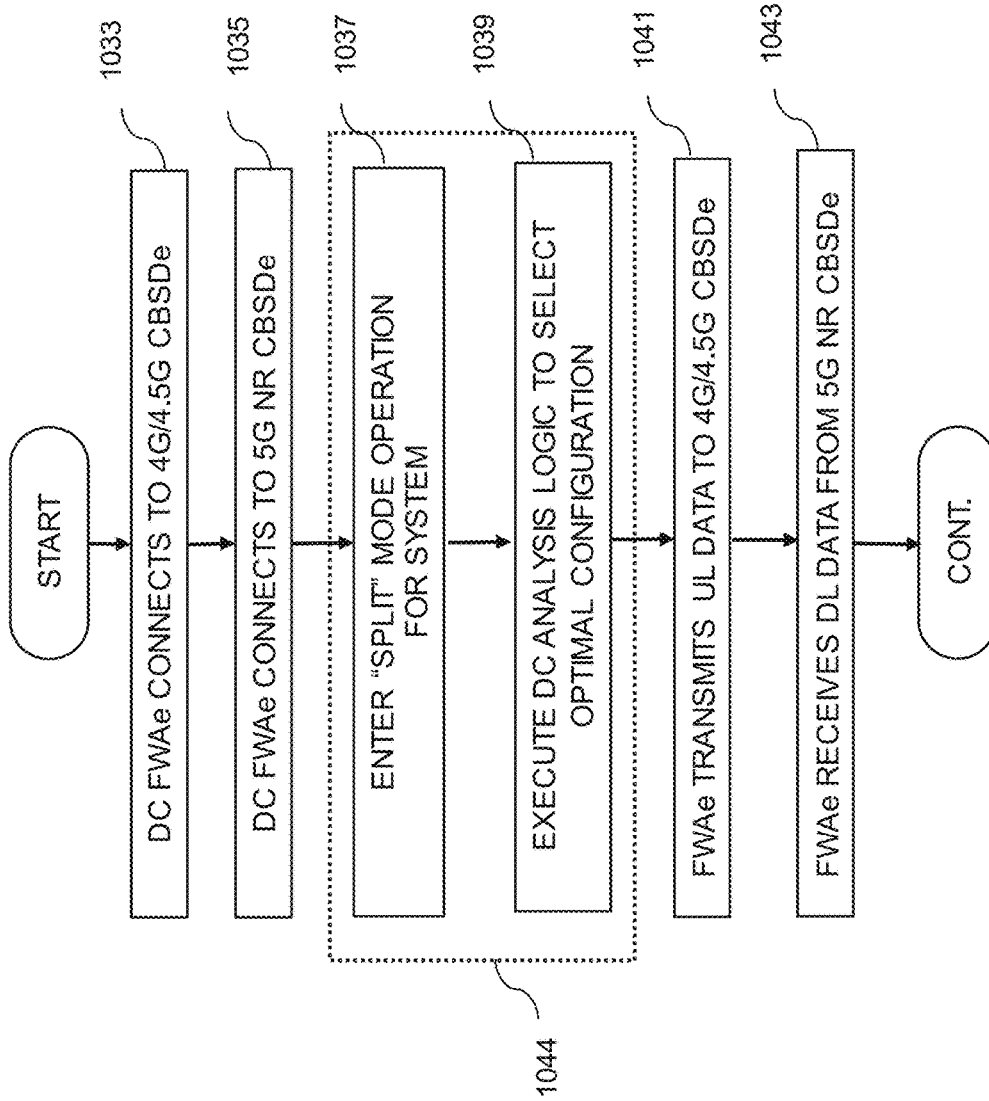 START
DC FWAe CONNECTS TO 4G/4.5G CBSDe
1033
DC FWAe CONNECTS TO 5G NR CBSDe
1035
ENTER “SPLIT” MODE OPERATION
FOR SYSTEM
1037
EXECUTE DC ANALYSIS LOGIC TO SELECT
OPTIMAL CONFIGURATION
1039
1044
FWAe TRANSMITS UL DATA TO 4G/4.5G CBSDe
1041
FWAe RECEIVES DL DATA FROM 5G NR CBSDe
1043
CONT.